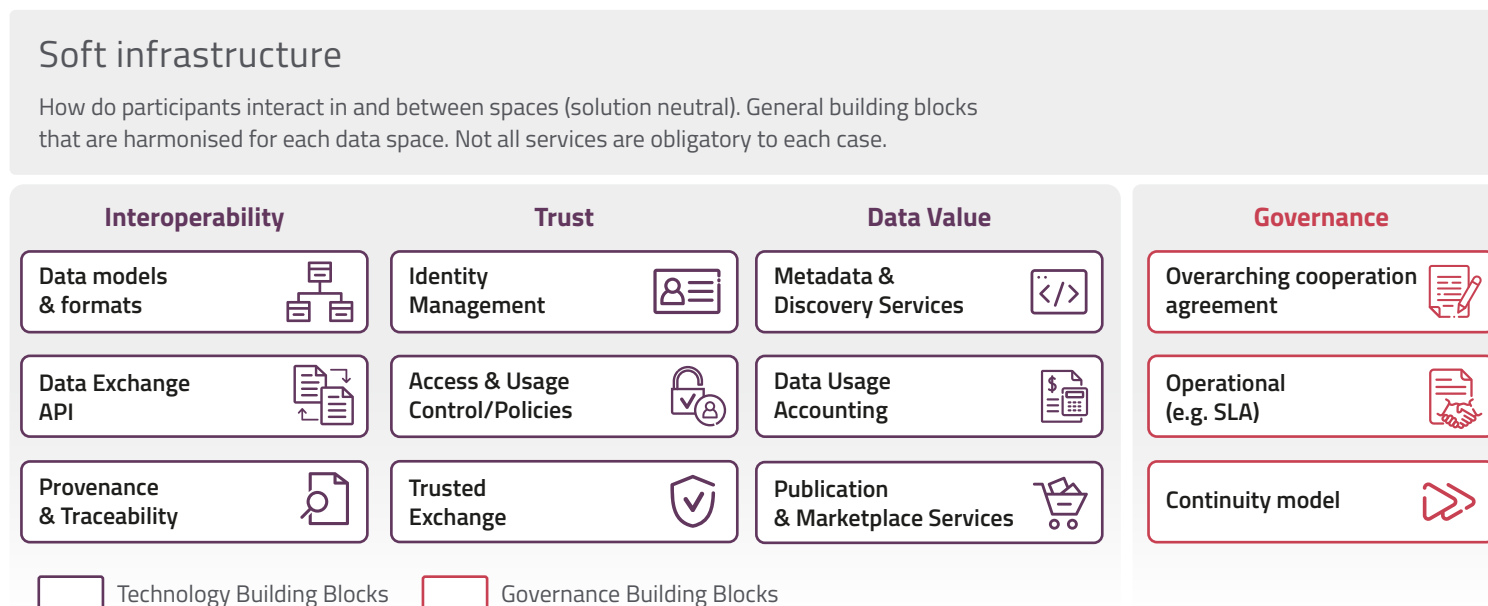 Soft infrastructure
How do participants interact in and between spaces (solution neutral). General building blocks
that are harmonised for each data space. Not all services are obligatory to each case.
Interoperability
Data models
& formats
Data Exchange
API
Provenance
& Traceability
Trust
Identity
Management
Access & Usage
Control/Policies
Trusted
Exchange
Data Value
Metadata &
Discovery Services
Data Usage
Accounting
Publication
& Marketplace Services
Governance
Overarching cooperation
agreement
Operational
(e.g. SLA)
Continuity model
Technology Building Blocks
Governance Building Blocks